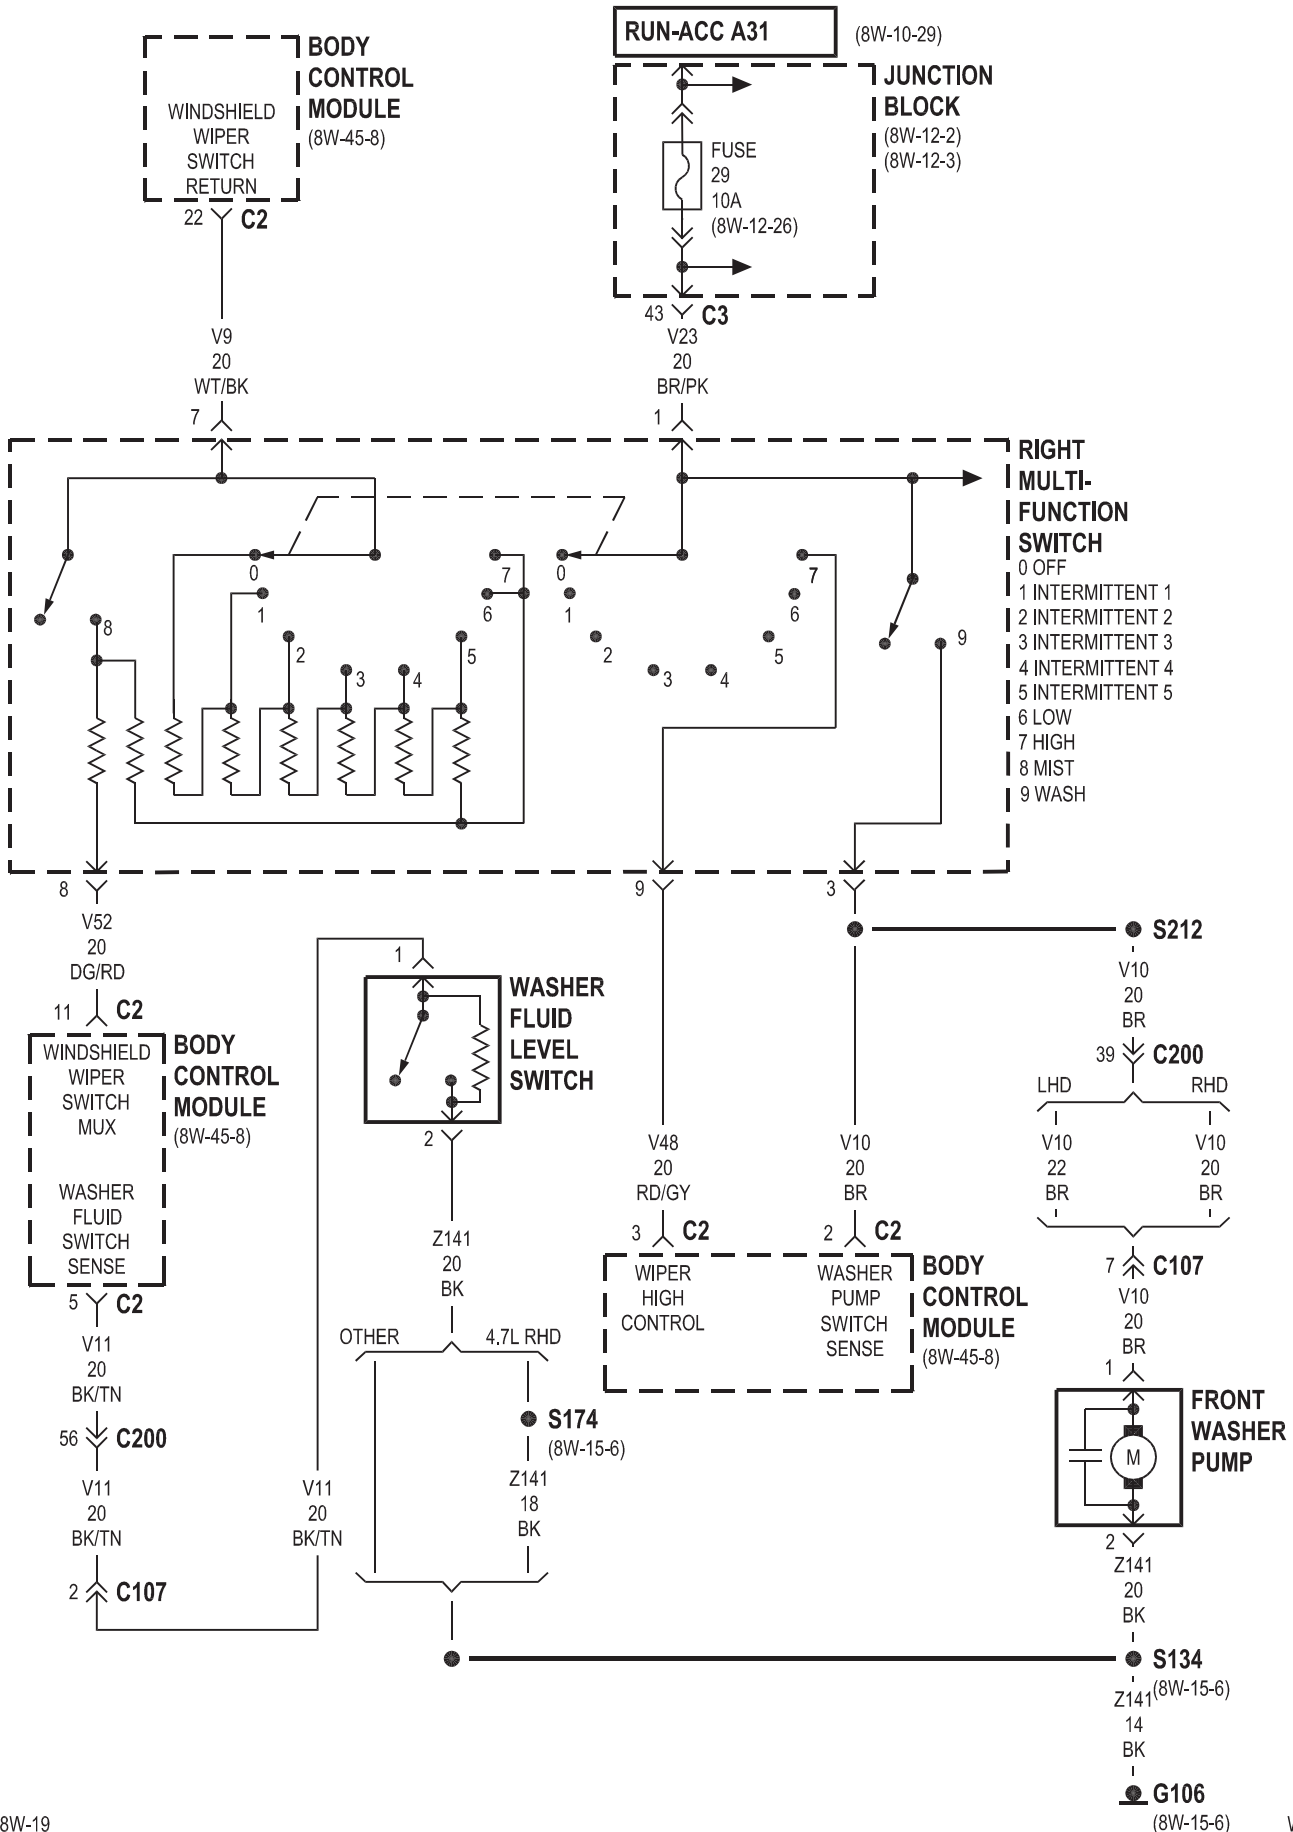 RUN-ACC A31
(8W-10-29)
BODY
CONTROL
MODULE
(8W-45-8)
WINDSHIELD
WIPER
SWITCH
RETURN
22
C2
JUNCTION
BLOCK
(8W-12-2)
(8W-12-3)
FUSE
29
10A
(8W-12-26)
43
C3
V9
20
WT/BK
7
V23
20
BR/PK
1
RIGHT
MULTI-
FUNCTION
SWITCH
0 OFF
1 INTERMITTENT 1
2 INTERMITTENT 2
3 INTERMITTENT 3
4 INTERMITTENT 4
5 INTERMITTENT 5
6 LOW
7 HIGH
8 MIST
9 WASH
8
0
1
2
3
4
5
6
7
0
1
2
3
4
5
6
7
9
8
9
3
V52
20
DG/RD
11
C2
WINDSHIELD
WIPER
SWITCH
MUX
WASHER
FLUID
SWITCH
SENSE
BODY
CONTROL
MODULE
(8W-45-8)
5
C2
V11
20
BK/TN
56
C200
V11
20
BK/TN
2
C107
V11
20
BK/TN
1
WASHER
FLUID
LEVEL
SWITCH
2
Z141
20
BK
OTHER
4.7L RHD
S174
(8W-15-6)
Z141
18
BK
V48
20
RD/GY
3
C2
V10
20
BR
2
C2
WIPER
HIGH
CONTROL
WASHER
PUMP
SWITCH
SENSE
BODY
CONTROL
MODULE
(8W-45-8)
S212
V10
20
BR
39
C200
LHD
RHD
V10
22
BR
V10
20
BR
7
C107
V10
20
BR
1
FRONT
WASHER
PUMP
M
2
Z141
20
BK
S134
(8W-15-6)
Z141
14
BK
G106
(8W-15-6)
8W-19